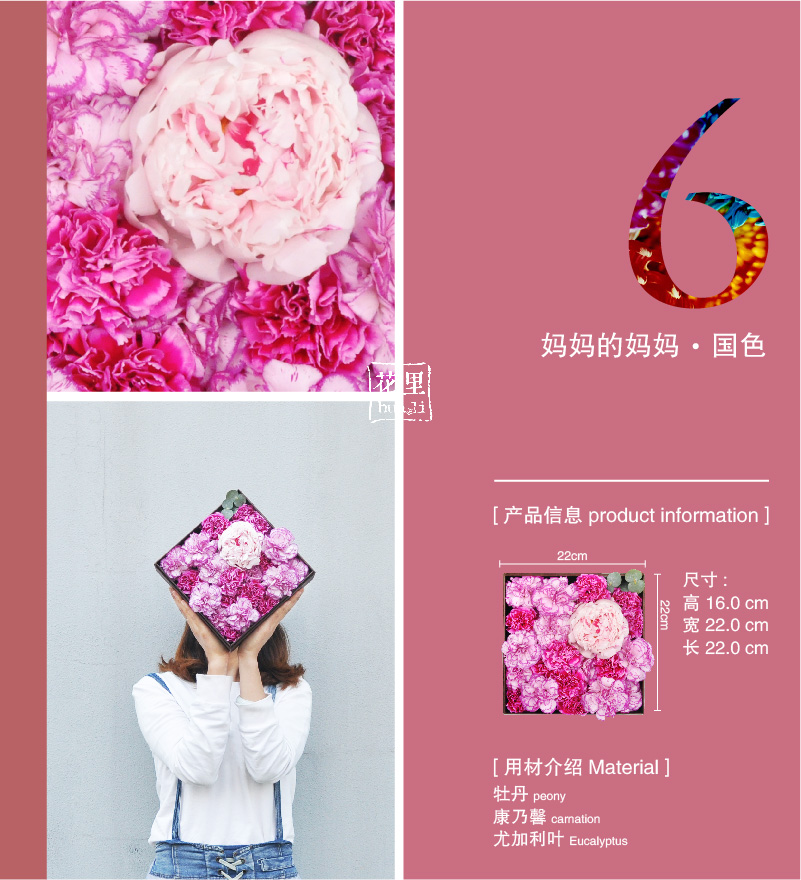 6
妈妈的妈妈·国色
花里
huali
[ 产品信息 product information ]
22cm
22cm
尺寸：
高 16.0 cm
宽 22.0 cm
长 22.0 cm
[ 用材介绍 Material ]
牡丹 peony
康乃馨 carnation
尤加利叶 Eucalyptus